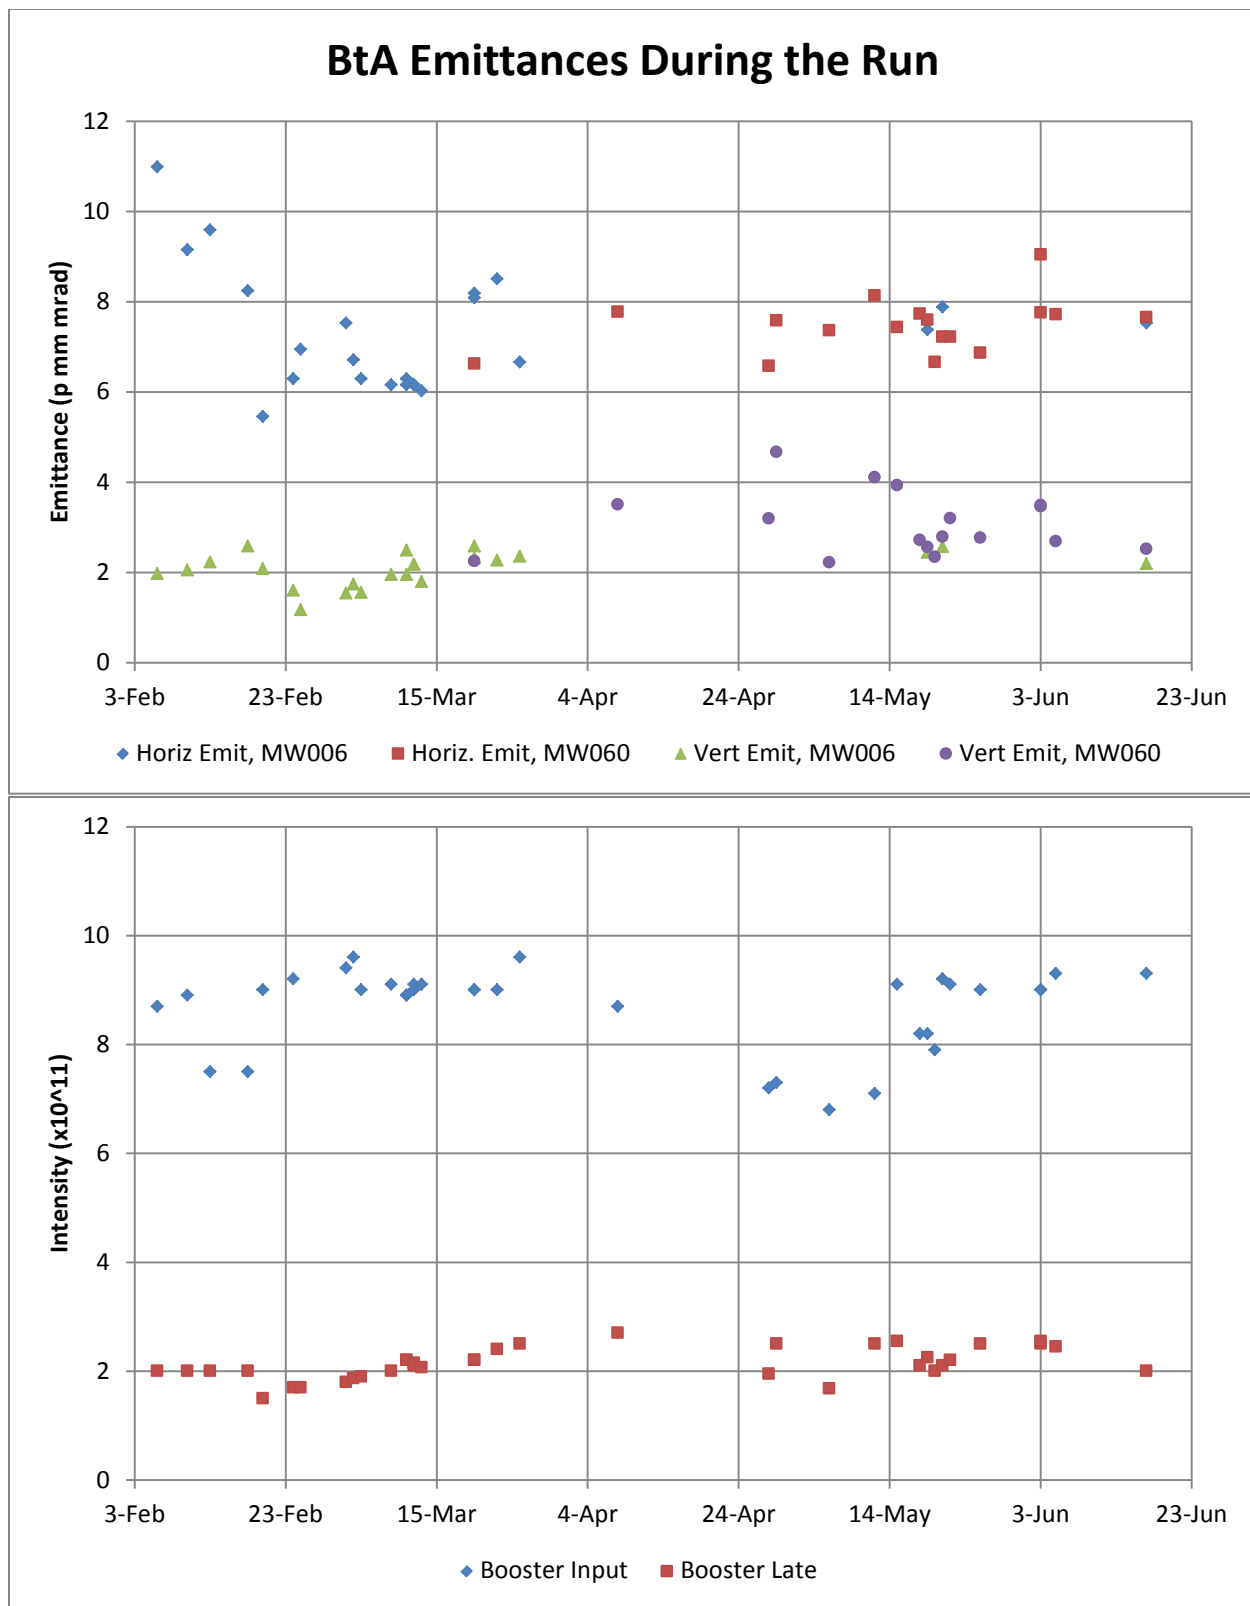 BtA Emittances During the Run
12
10
8
6
4
2
0
Emittance (p mm mrad)
3-Feb 23-Feb 15-Mar 4-Apr 24-Apr 14-May 3-Jun 23-Jun
Horiz Emit, MW006 Horiz. Emit, MW060 Vert Emit, MW006 Vert Emit, MW060
12
10
8
6
4
2
0
Intensity (x10^11)
3-Feb 23-Feb 15-Mar 4-Apr 24-Apr 14-May 3-Jun 23-Jun
Booster Input Booster Late